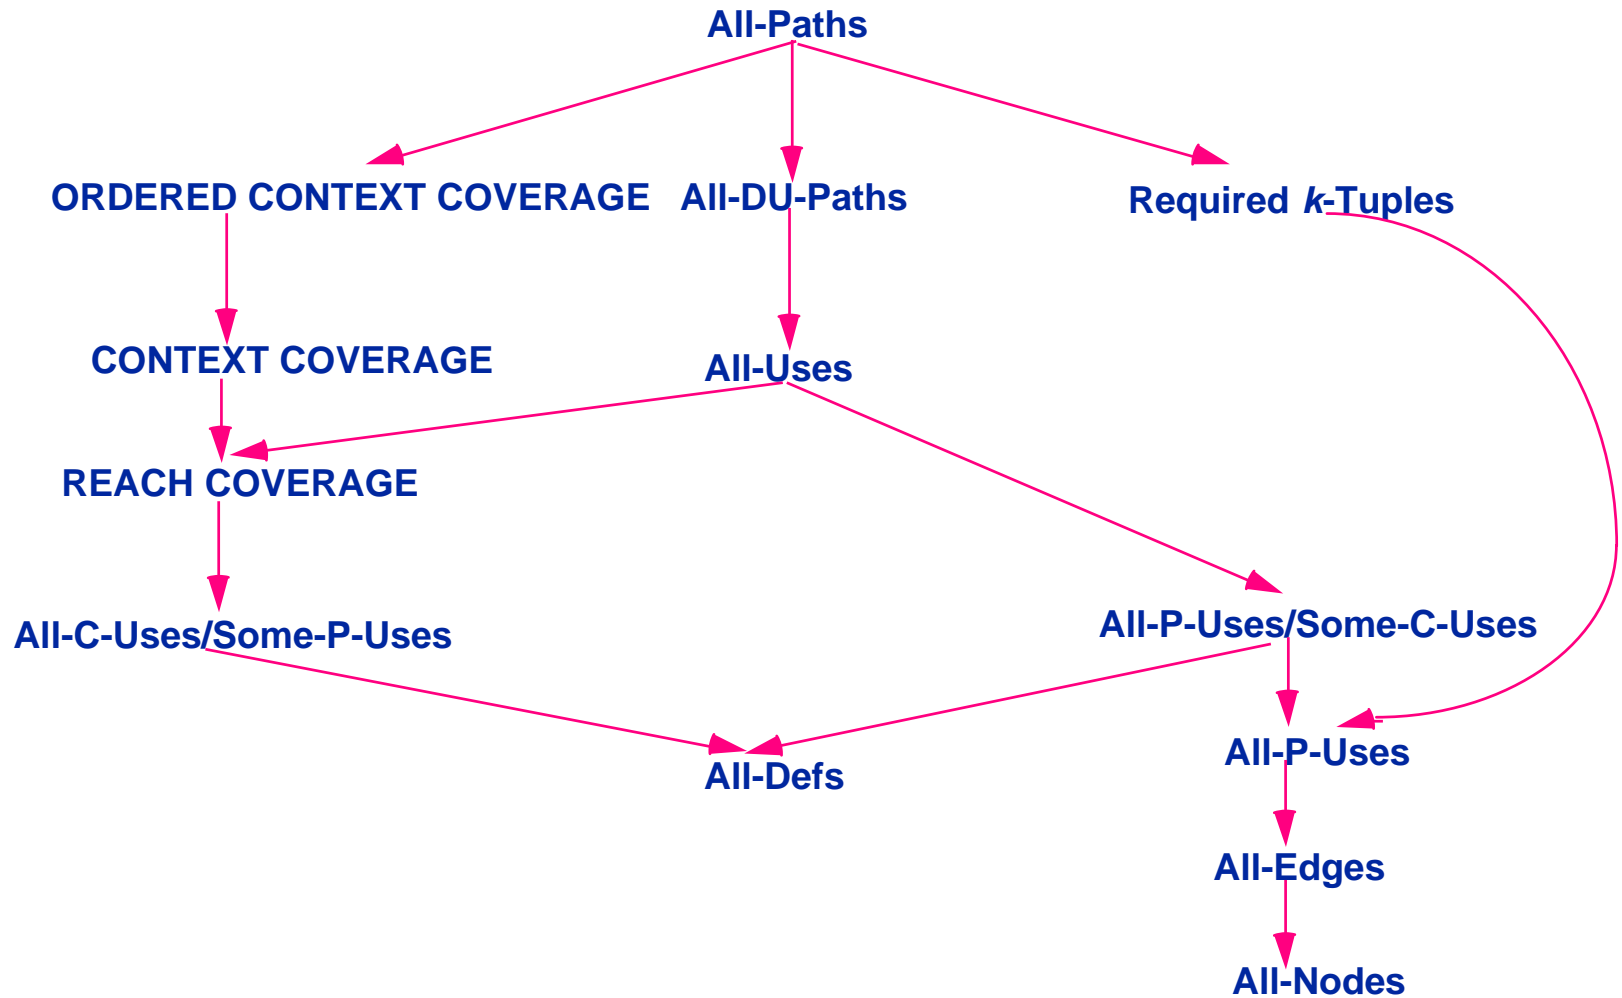 All-Paths
ORDERED CONTEXT COVERAGE
All-DU-Paths
Required k-Tuples
CONTEXT COVERAGE
All-Uses
REACH COVERAGE
All-C-Uses/Some-P-Uses
All-P-Uses/Some-C-Uses
All-Defs
All-P-Uses
All-Edges
All-Nodes